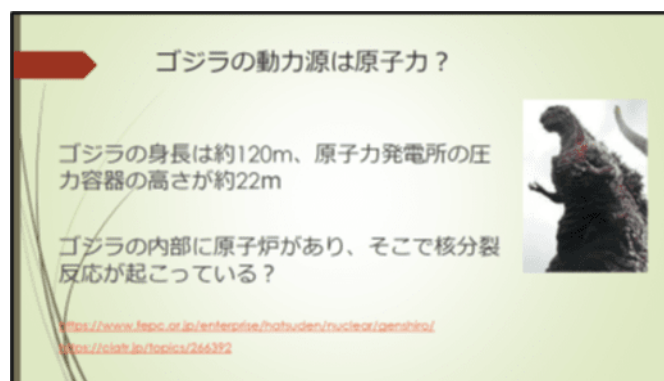 ゴジラの動力源は原子力？
ゴジラの身長は約120m、原子力発電所の圧
力容器の高さが約22m
ゴジラの内部に原子炉があり、そこで核分裂
反応が起こっている？
https://www.fepc.or.jp/enterprise/hatsuden/nuclear/genshiro/
https://ciatr.jp/topics/266392